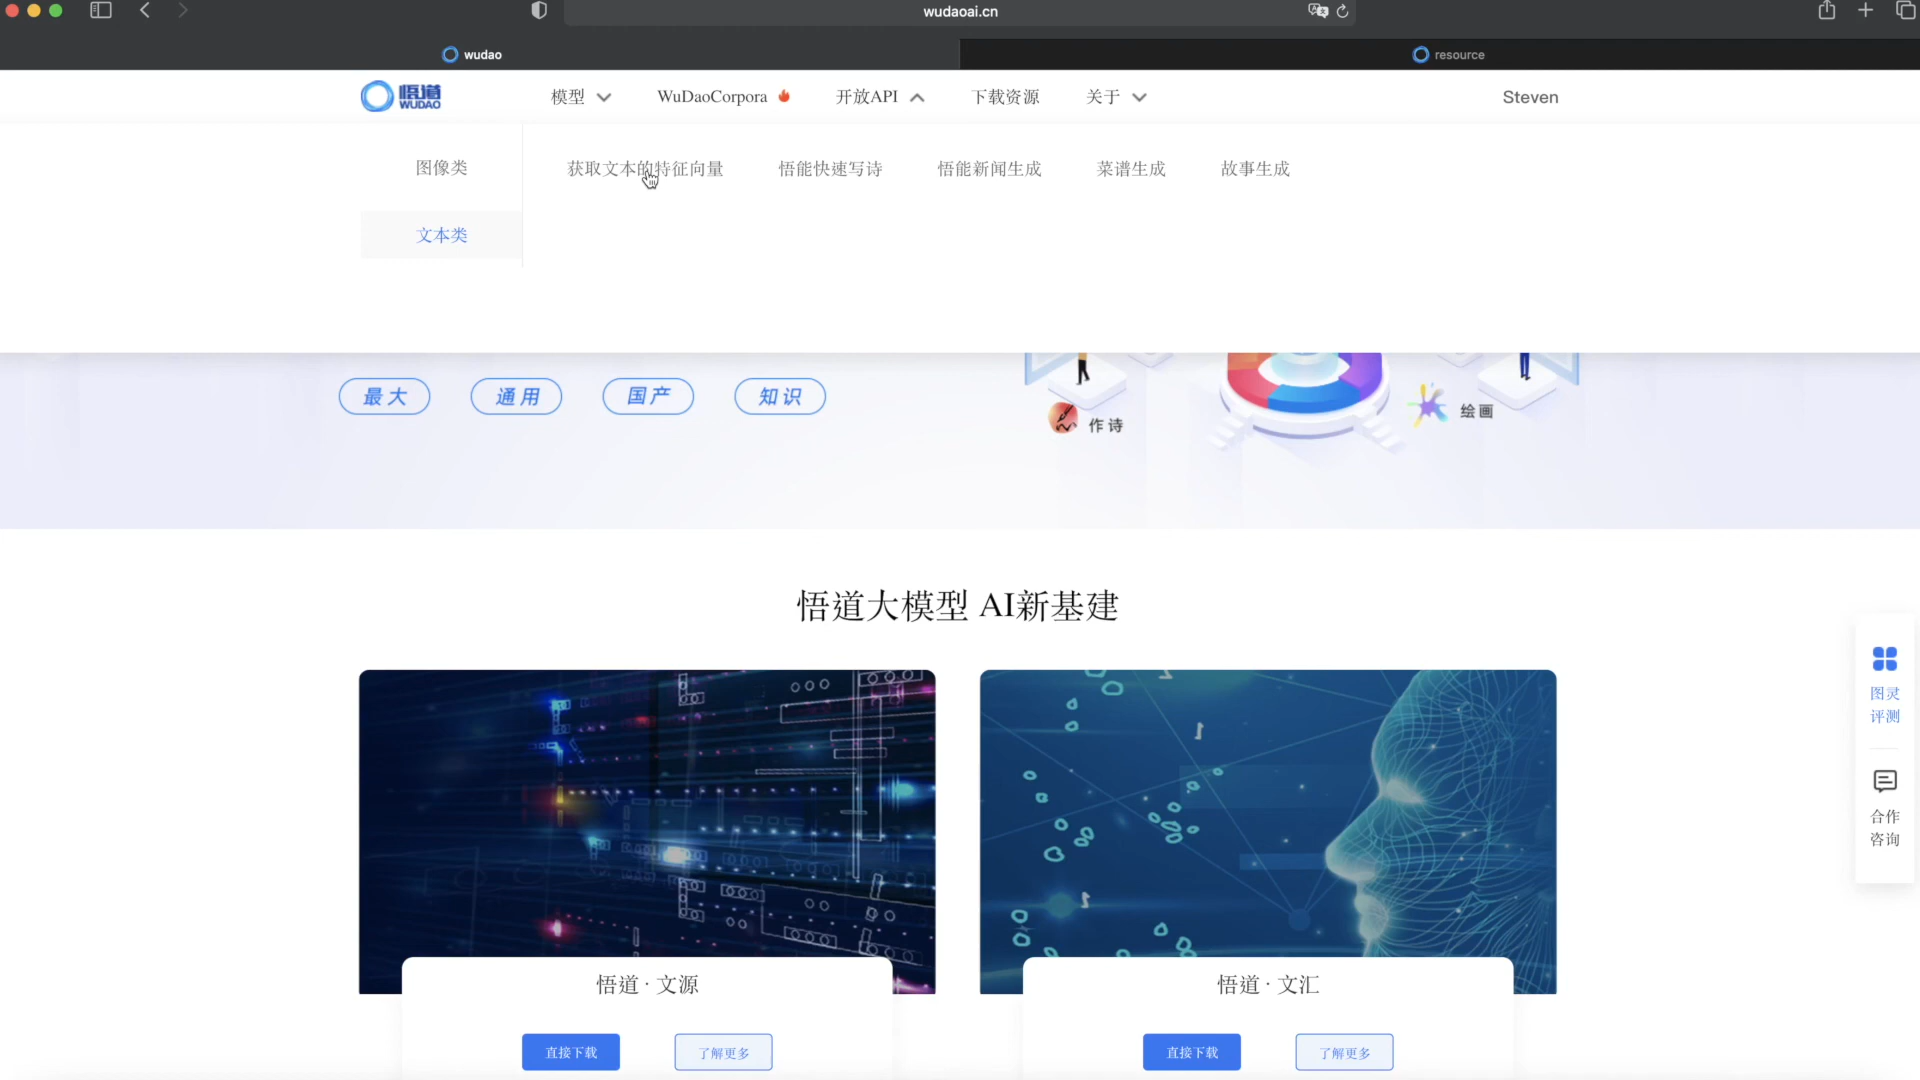 wudaoai.cn
wudao
resource
悟道 WUDAO
模型
WuDaoCorpora
开放API
下载资源
关于
Steven
图像类
获取文本的特征向量
悟能快速写诗
悟能新闻生成
菜谱生成
故事生成
文本类
最大
通用
国产
知识
作诗
绘画
悟道大模型 AI新基建
图灵
评测
合作
咨询
悟道 · 文源
悟道 · 文汇
直接下载
了解更多
直接下载
了解更多